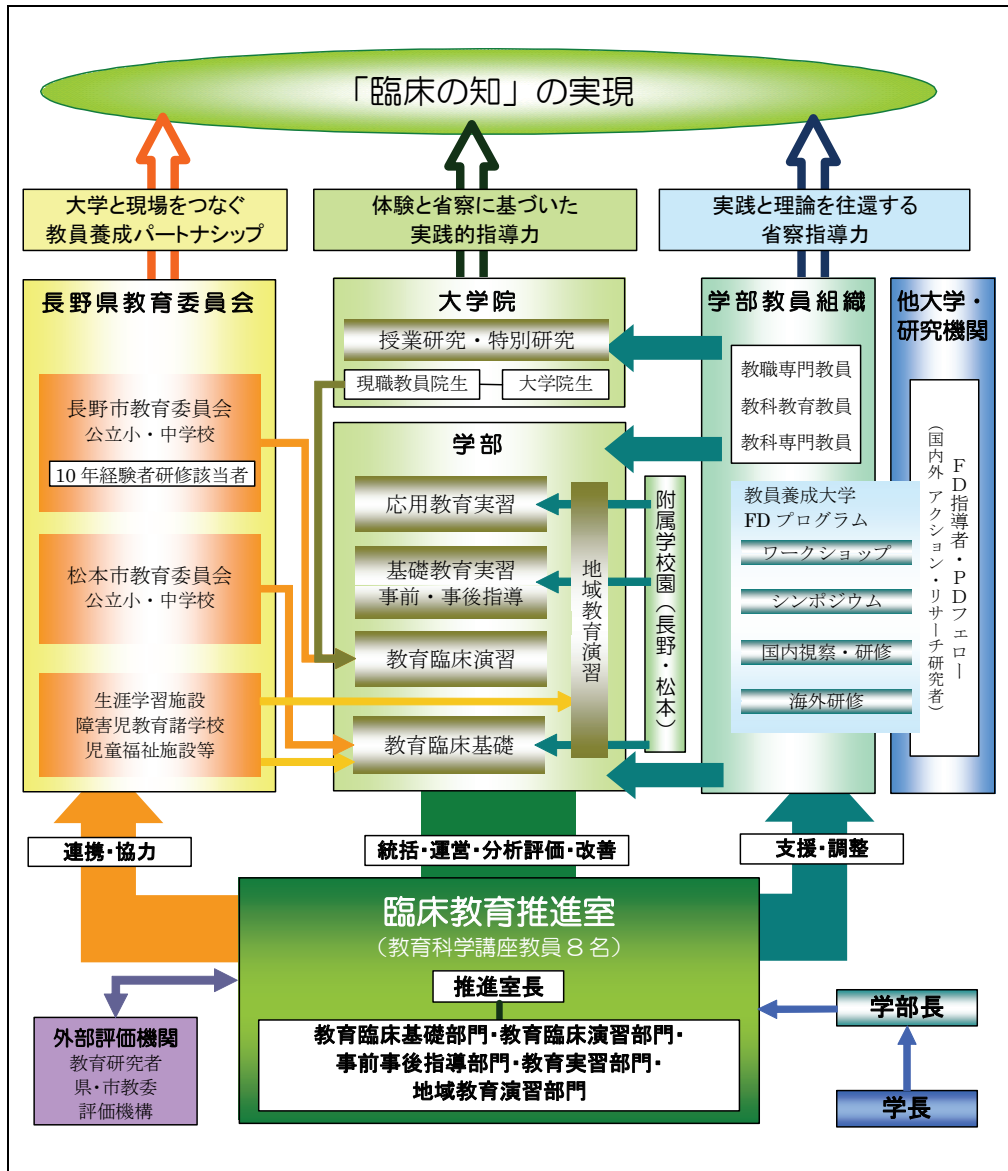 「臨床の知」の実現
大学と現場をつなぐ
教員養成パートナシップ
体験と省察に基づいた
実践的指導力
実践と理論を往還する
省察指導力
長野県教育委員会
長野市教育委員会
公立小・中学校
10年経験者研修該当者
松本市教育委員会
公立小・中学校
生涯学習施設
障害児教育諸学校
児童福祉施設等
大学院
授業研究・特別研究
現職教員院生
大学院生
学部
応用教育実習
基礎教育実習
事前・事後指導
教育臨床演習
教育臨床基礎
地域教育演習
附属学校園(長野・松本)
学部教員組織
教職専門教員
教科教育教員
教科専門教員
教員養成大学
FDプログラム
ワークショップ
シンポジウム
国内視察・研修
海外研修
他大学・
研究機関
FD指導者・PDフェロー
(国内外 アクション・リサーチ研究者)
連携・協力
統括・運営・分析評価・改善
支援・調整
臨床教育推進室
(教育科学講座教員8名)
推進室長
教育臨床基礎部門・教育臨床演習部門・
事前事後指導部門・教育実習部門・
地域教育演習部門
外部評価機関
教育研究者
県・市教委
評価機構
学部長
学長